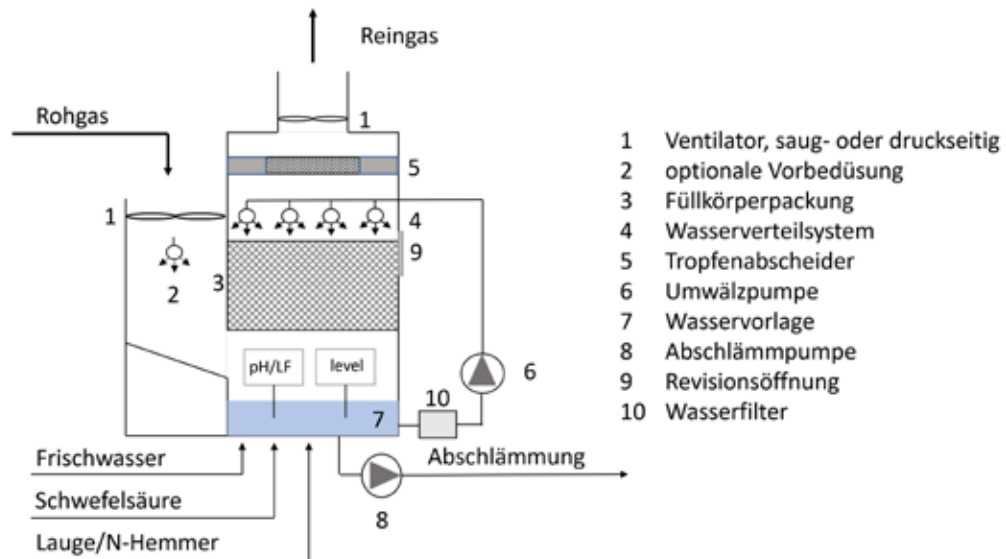 Reingas
Rohgas
1
5
1
4
9
3
2
pH/LF
level
6
10
7
Frischwasser
Abschlämmung
Schwefelsäure
8
Lauge/N-Hemmer
1 Ventilator, saug- oder druckseitig
2 optionale Vorbedüsung
3 Füllkörperpackung
4 Wasserverteilsystem
5 Tropfenabscheider
6 Umwälzpumpe
7 Wasservorlage
8 Abschlämmpumpe
9 Revisionsöffnung
10 Wasserfilter